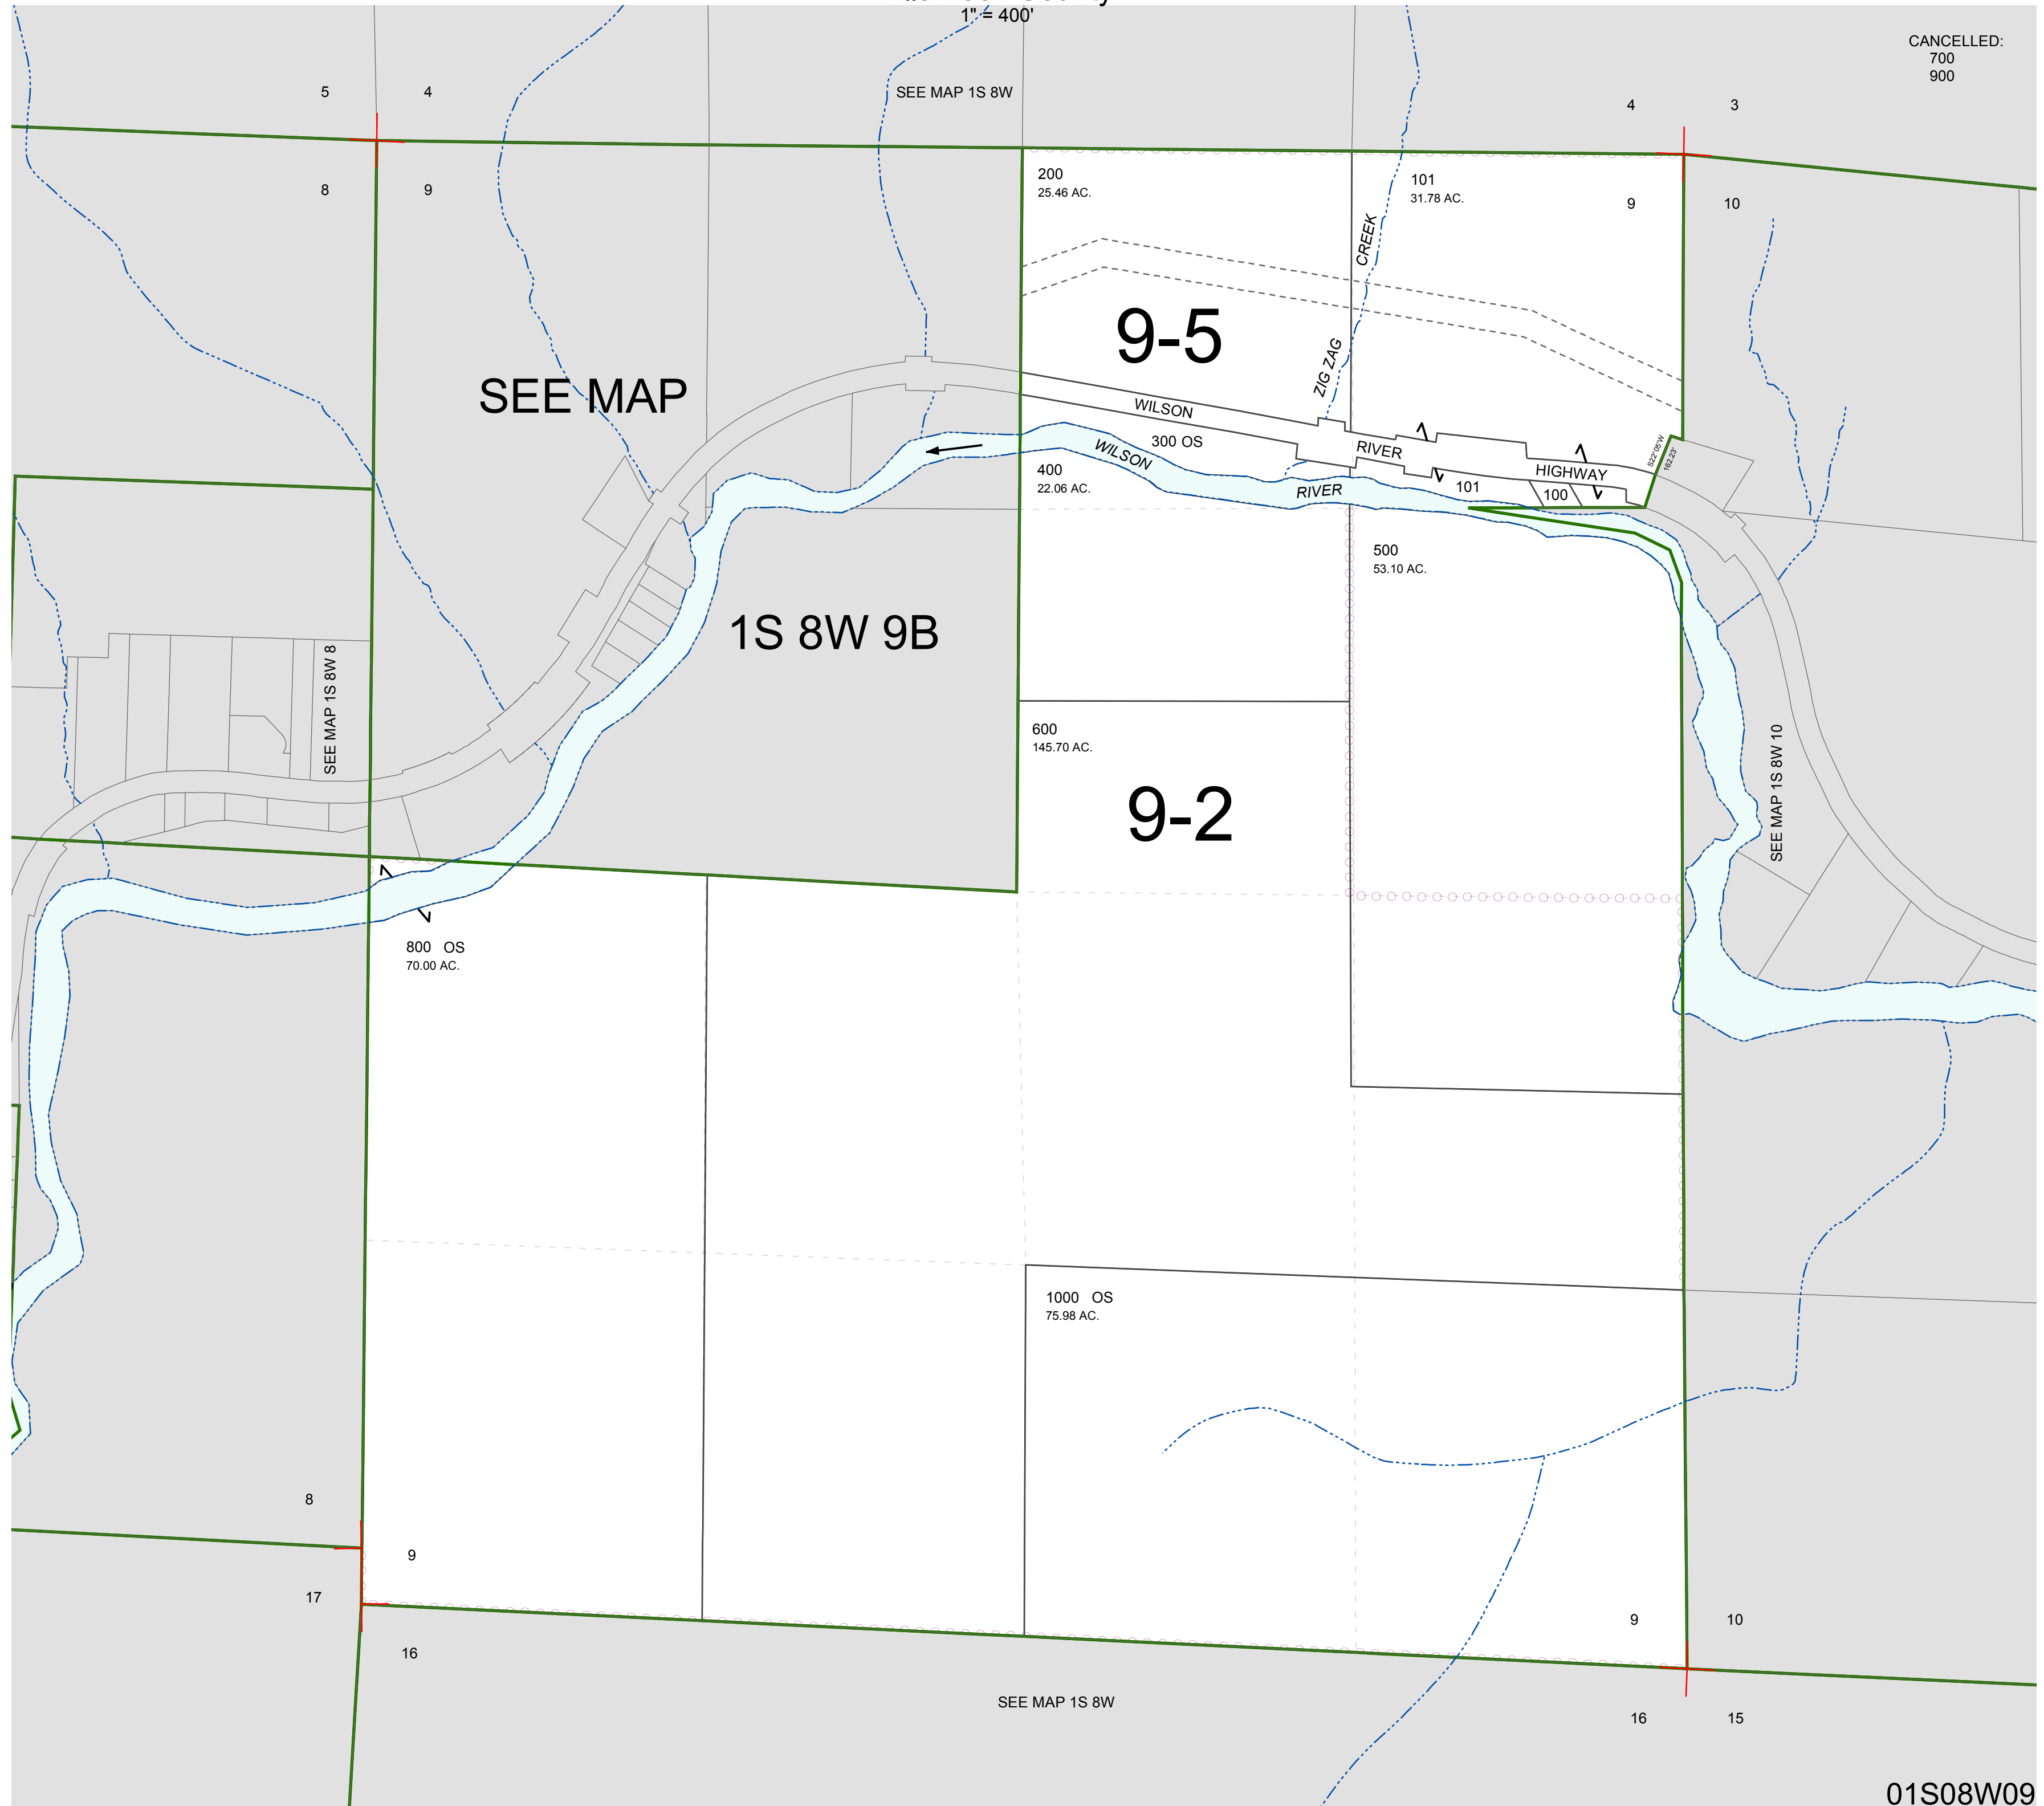 1" = 400'
CANCELLED:
700
900
5
4
SEE MAP 1S 8W
4
3
8
9
200
25.46 AC.
101
31.78 AC.
9
10
CREEK
9-5
ZIG ZAG
SEE MAP
WILSON
300 OS
WILSON
RIVER
HIGHWAY
S22°05'W
162.23'
400
22.06 AC.
RIVER
101
100
500
53.10 AC.
1S 8W 9B
SEE MAP 1S 8W 8
600
145.70 AC.
SEE MAP 1S 8W 10
9-2
800 OS
70.00 AC.
1000 OS
75.98 AC.
8
9
17
16
9
10
SEE MAP 1S 8W
16
15
01S08W09